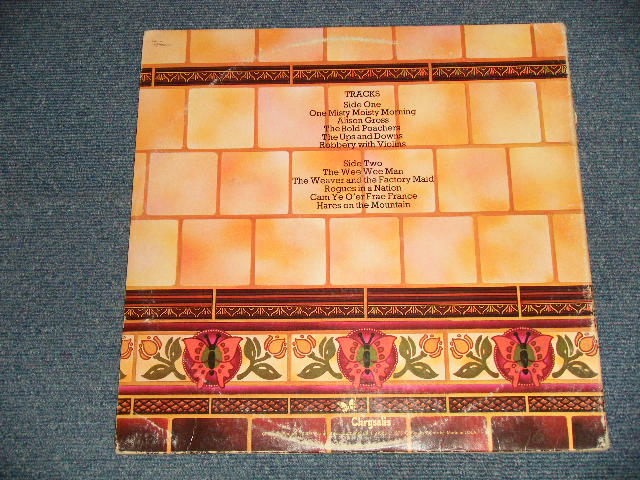 TRACKS
Side One
One Misty Moisty Morning
Alison Gross
The Bold Poachers
The Ups and Downs
Robbery with Violins
Side Two
The Wee Wee Man
The Weaver and the Factory Maid
Rogues in a Nation
Cam Ye O'er Frae France
Hares on the Mountain
Chrysalis